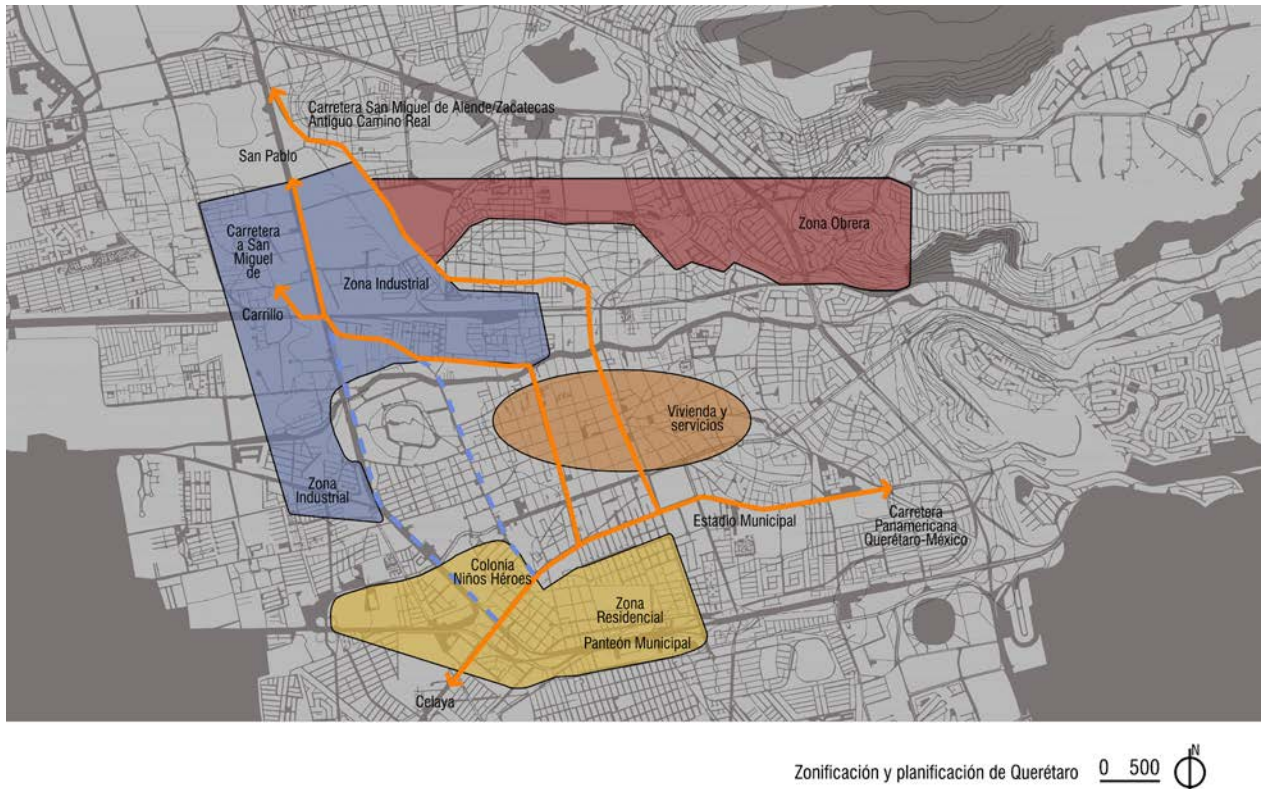 Carretera San Miguel de Alende/Zacatecas
Antiguo Camino Real
San Pablo
Carretera
a San
Miguel
de
Zona Industrial
Carrillo
Zona Obrera
Vivienda y
servicios
Zona
Industrial
Estadio Municipal
Carretera
Panamericana
Querétaro-México
Colonia
Niños Héroes
Zona
Residencial
Panteón Municipal
Celaya
Zonificación y planificación de Querétaro
0 500
N